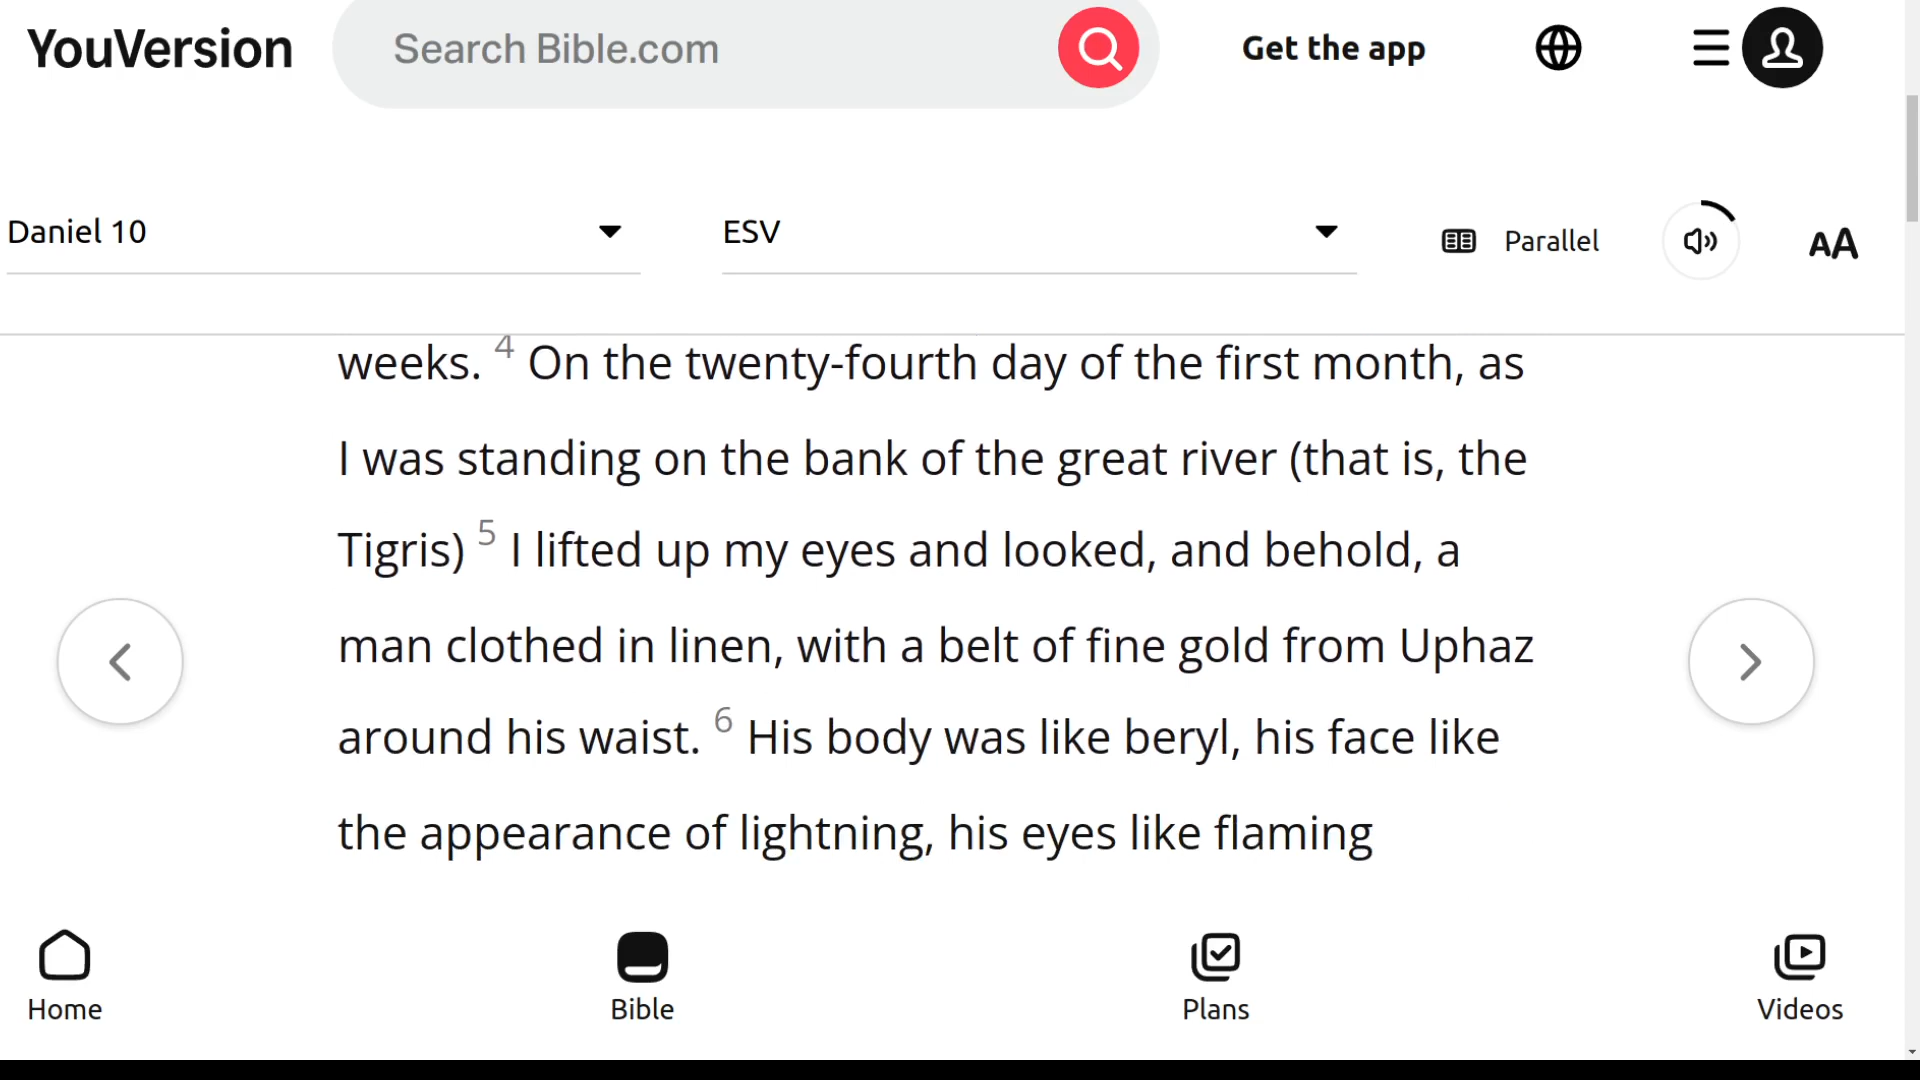 YouVersion
Search Bible.com
Get the app
Daniel 10
ESV
Parallel
AA
weeks. 4 On the twenty-fourth day of the first month, as
I was standing on the bank of the great river (that is, the
Tigris) 5 I lifted up my eyes and looked, and behold, a
man clothed in linen, with a belt of fine gold from Uphaz
around his waist. 6 His body was like beryl, his face like
the appearance of lightning, his eyes like flaming
Home
Bible
Plans
Videos